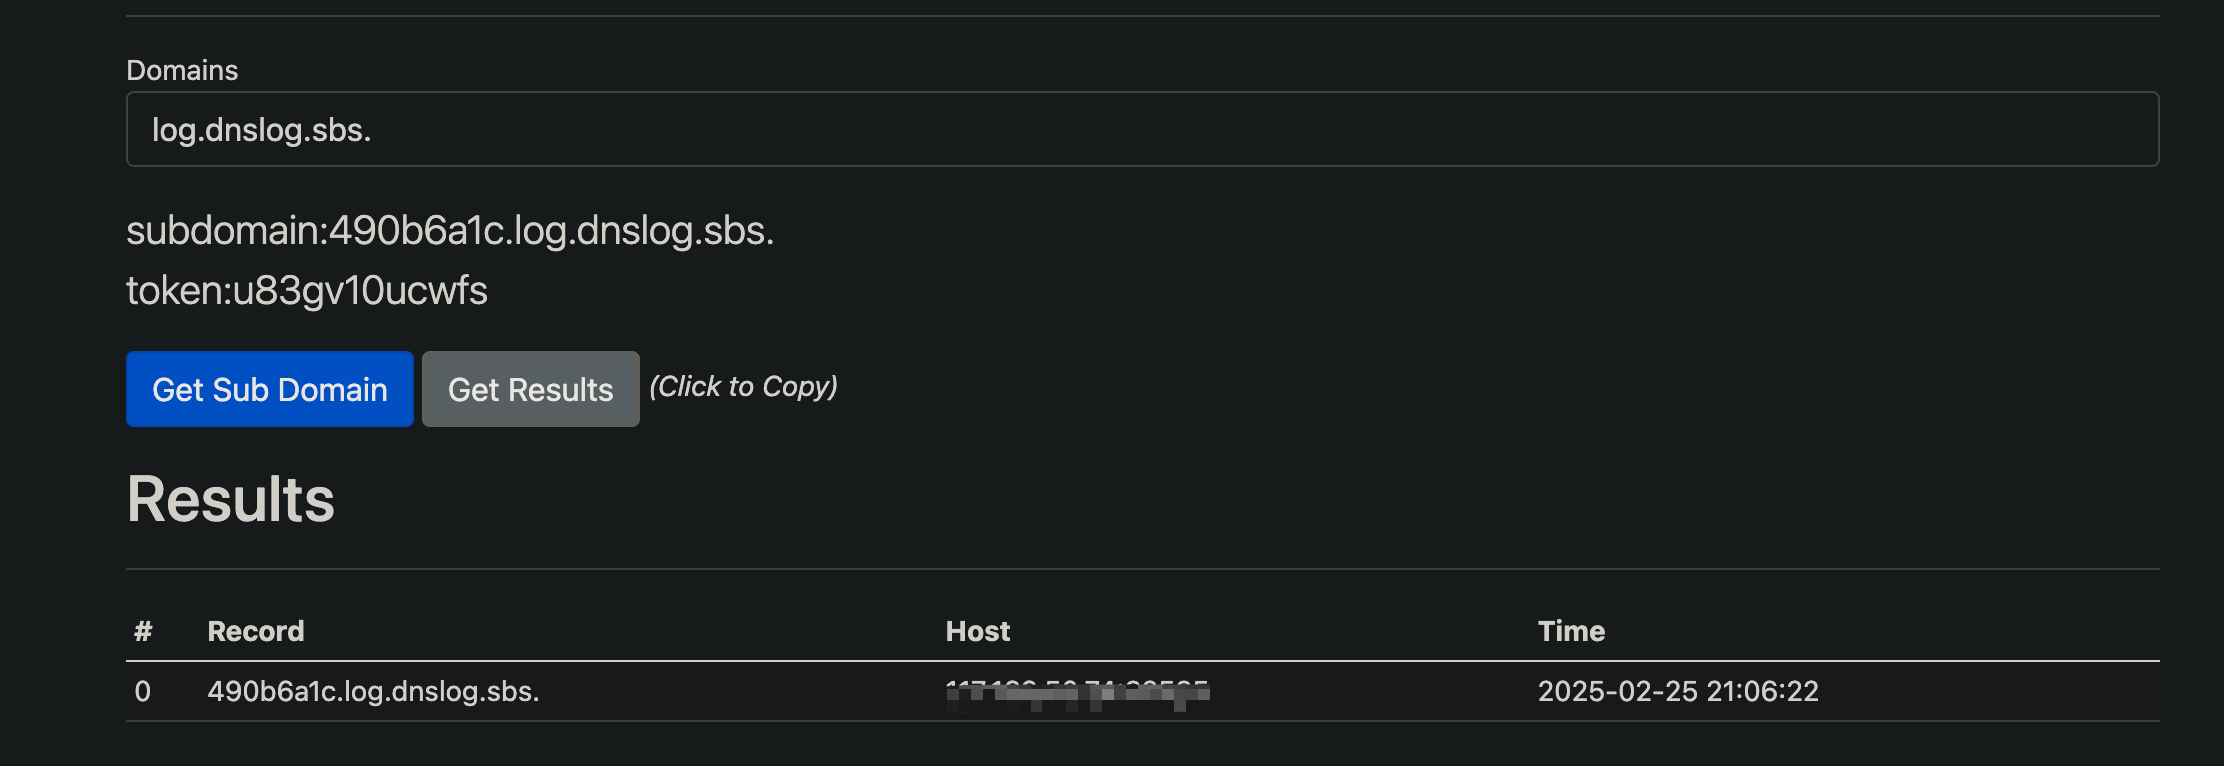 Domains
log.dnslog.sbs.
subdomain:490b6a1c.log.dnslog.sbs.
token:u83gv10ucwfs
Get Sub Domain Get Results (Click to Copy)
Results
# Record Host Time
0 490b6a1c.log.dnslog.sbs. 2025-02-25 21:06:22